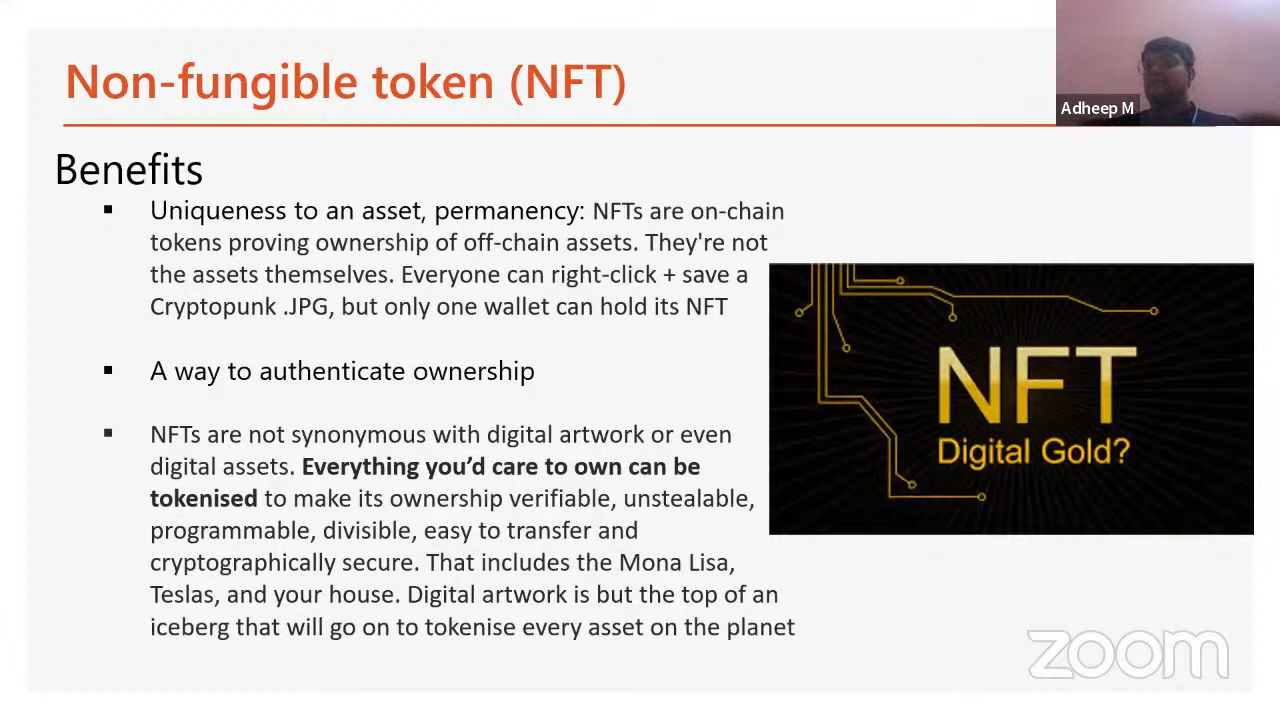 Non-fungible token (NFT)
Adheep M
Benefits
▪ Uniqueness to an asset, permanency: NFTs are on-chain
tokens proving ownership of off-chain assets. They're not
the assets themselves. Everyone can right-click + save a
Cryptopunk .JPG, but only one wallet can hold its NFT
▪ A way to authenticate ownership
▪ NFTs are not synonymous with digital artwork or even
digital assets. Everything you’d care to own can be
tokenised to make its ownership verifiable, unstealable,
programmable, divisible, easy to transfer and
cryptographically secure. That includes the Mona Lisa,
Teslas, and your house. Digital artwork is but the top of an
iceberg that will go on to tokenise every asset on the planet
NFT
Digital Gold?
zoom